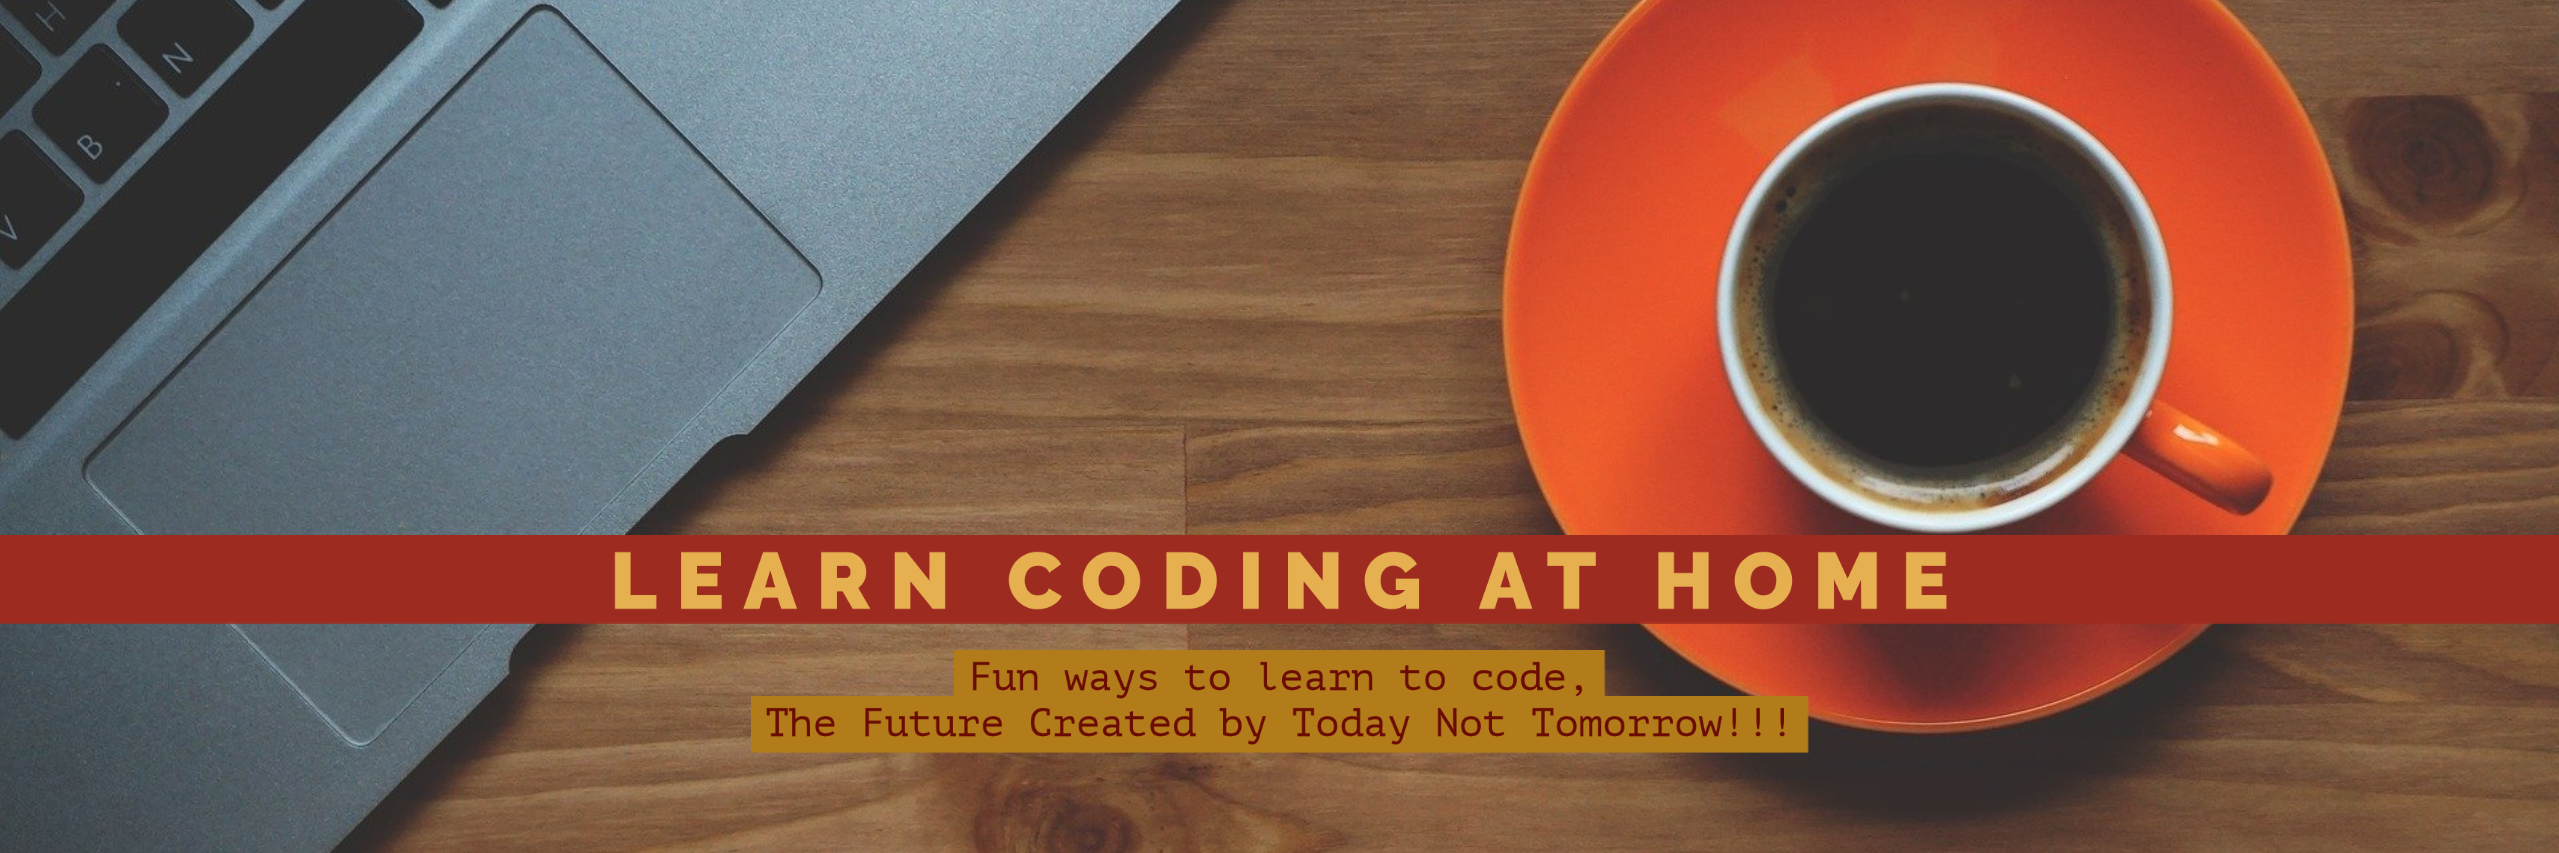 H
N
B
V
LEARN CODING AT HOME
Fun ways to learn to code,
The Future Created by Today Not Tomorrow!!!